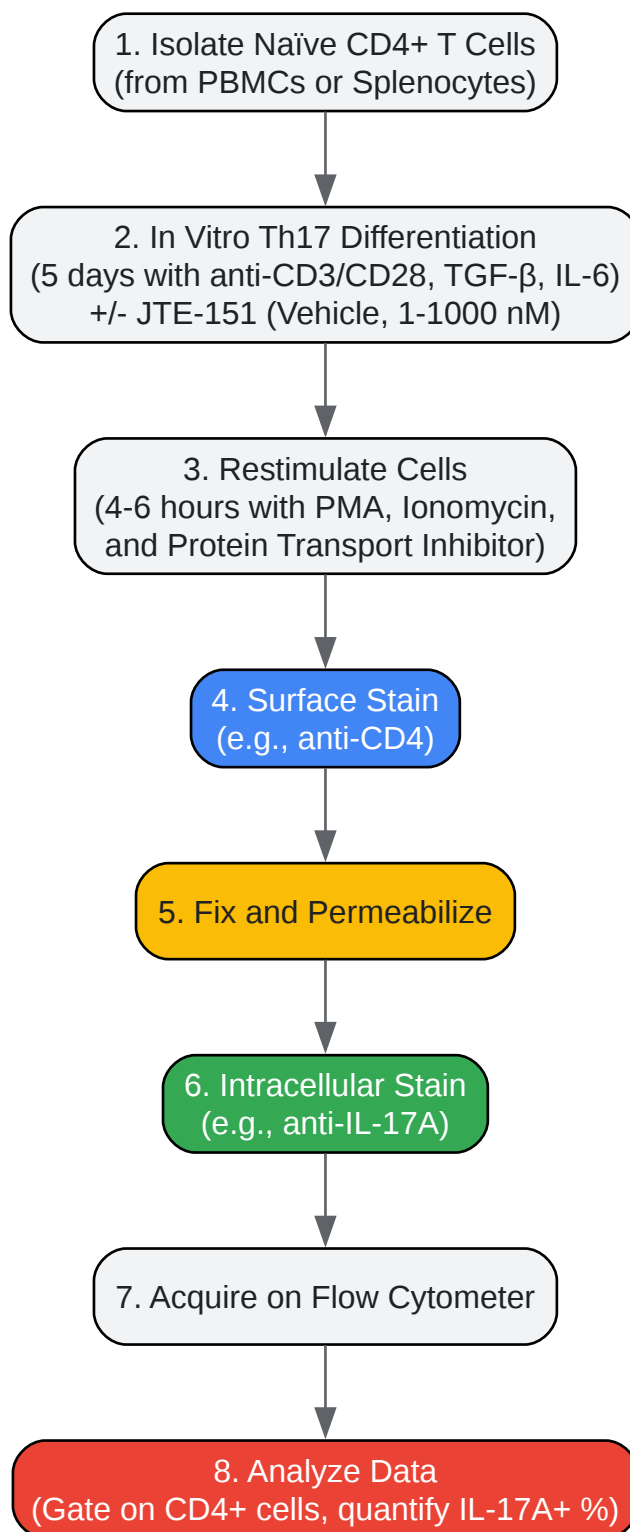 1. Isolate Naïve CD4+ T Cells
(from PBMCs or Splenocytes)
2. In Vitro Th17 Differentiation
(5 days with anti-CD3/CD28, TGF-β, IL-6)
+/- JTE-151 (Vehicle, 1-1000 nM)
3. Restimulate Cells
(4-6 hours with PMA, Ionomycin,
and Protein Transport Inhibitor)
4. Surface Stain
(e.g., anti-CD4)
5. Fix and Permeabilize
6. Intracellular Stain
(e.g., anti-IL-17A)
7. Acquire on Flow Cytometer
8. Analyze Data
(Gate on CD4+ cells, quantify IL-17A+ %)